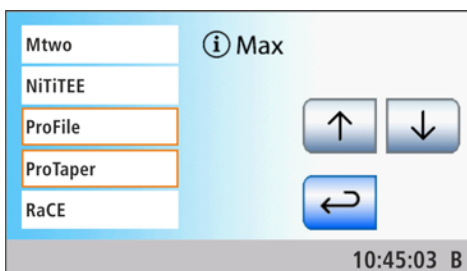 Mtwo
NiTiTEE
ProFile
ProTaper
RaCE
i Max
10:45:03 B